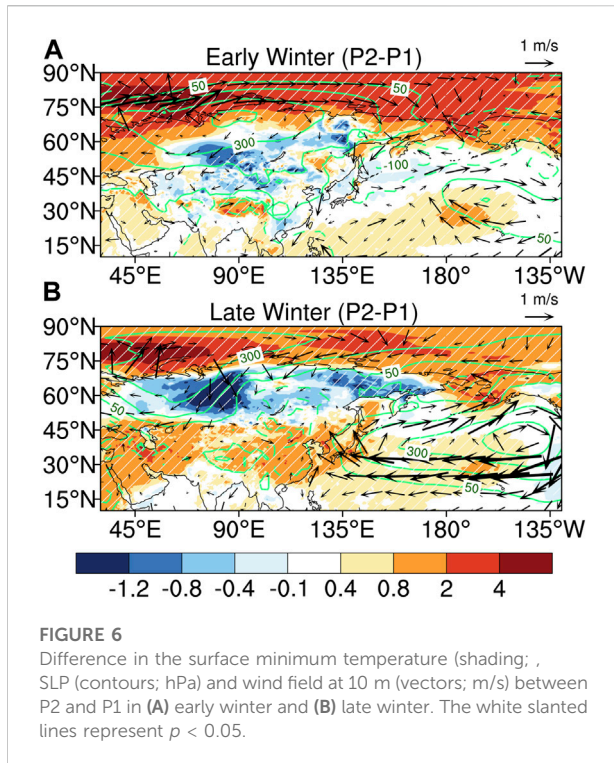 A
Early Winter (P2-P1)
1 m/s
90°N
75°N
60°N
45°N
30°N
15°N
50
50
300
-100
50
45°E 90°E 135°E 180° 135°W
B
Late Winter (P2-P1)
1 m/s
90°N
75°N
60°N
45°N
30°N
15°N
300
50
50
300
50
45°E 90°E 135°E 180° 135°W
-1.2 -0.8 -0.4 -0.1 0.4 0.8 2 4
FIGURE 6
Difference in the surface minimum temperature (shading; ,
SLP (contours; hPa) and wind field at 10 m (vectors; m/s) between
P2 and P1 in (A) early winter and (B) late winter. The white slanted
lines represent p < 0.05.